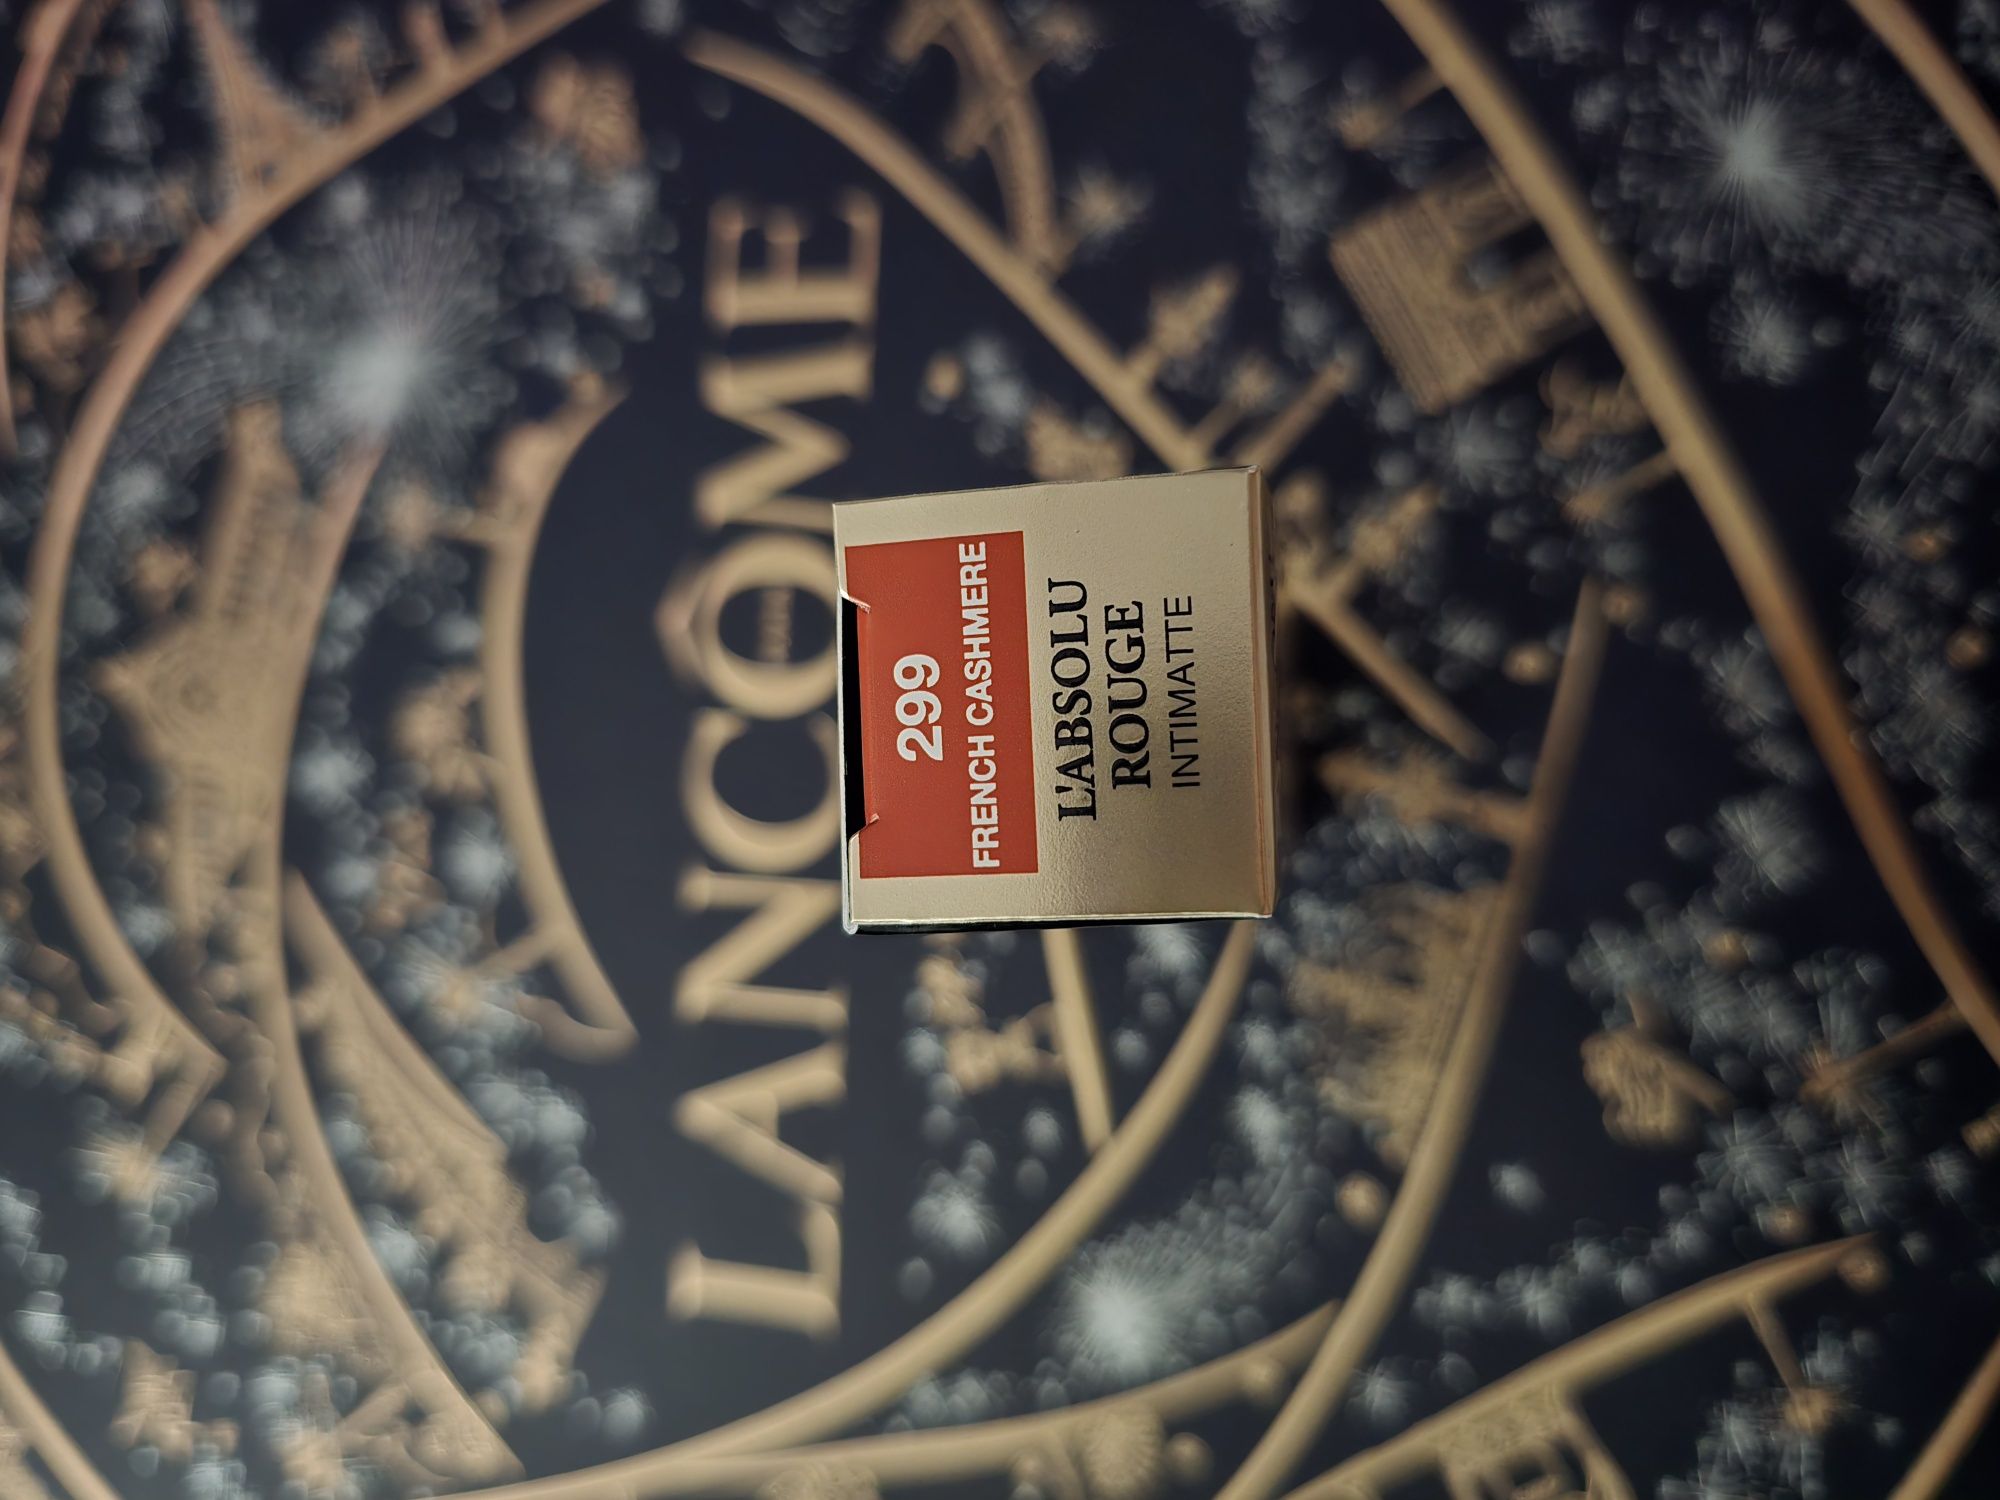 LANCÔME
299
FRENCH CASHMERE
L'ABSOLU
ROUGE
INTIMATTE